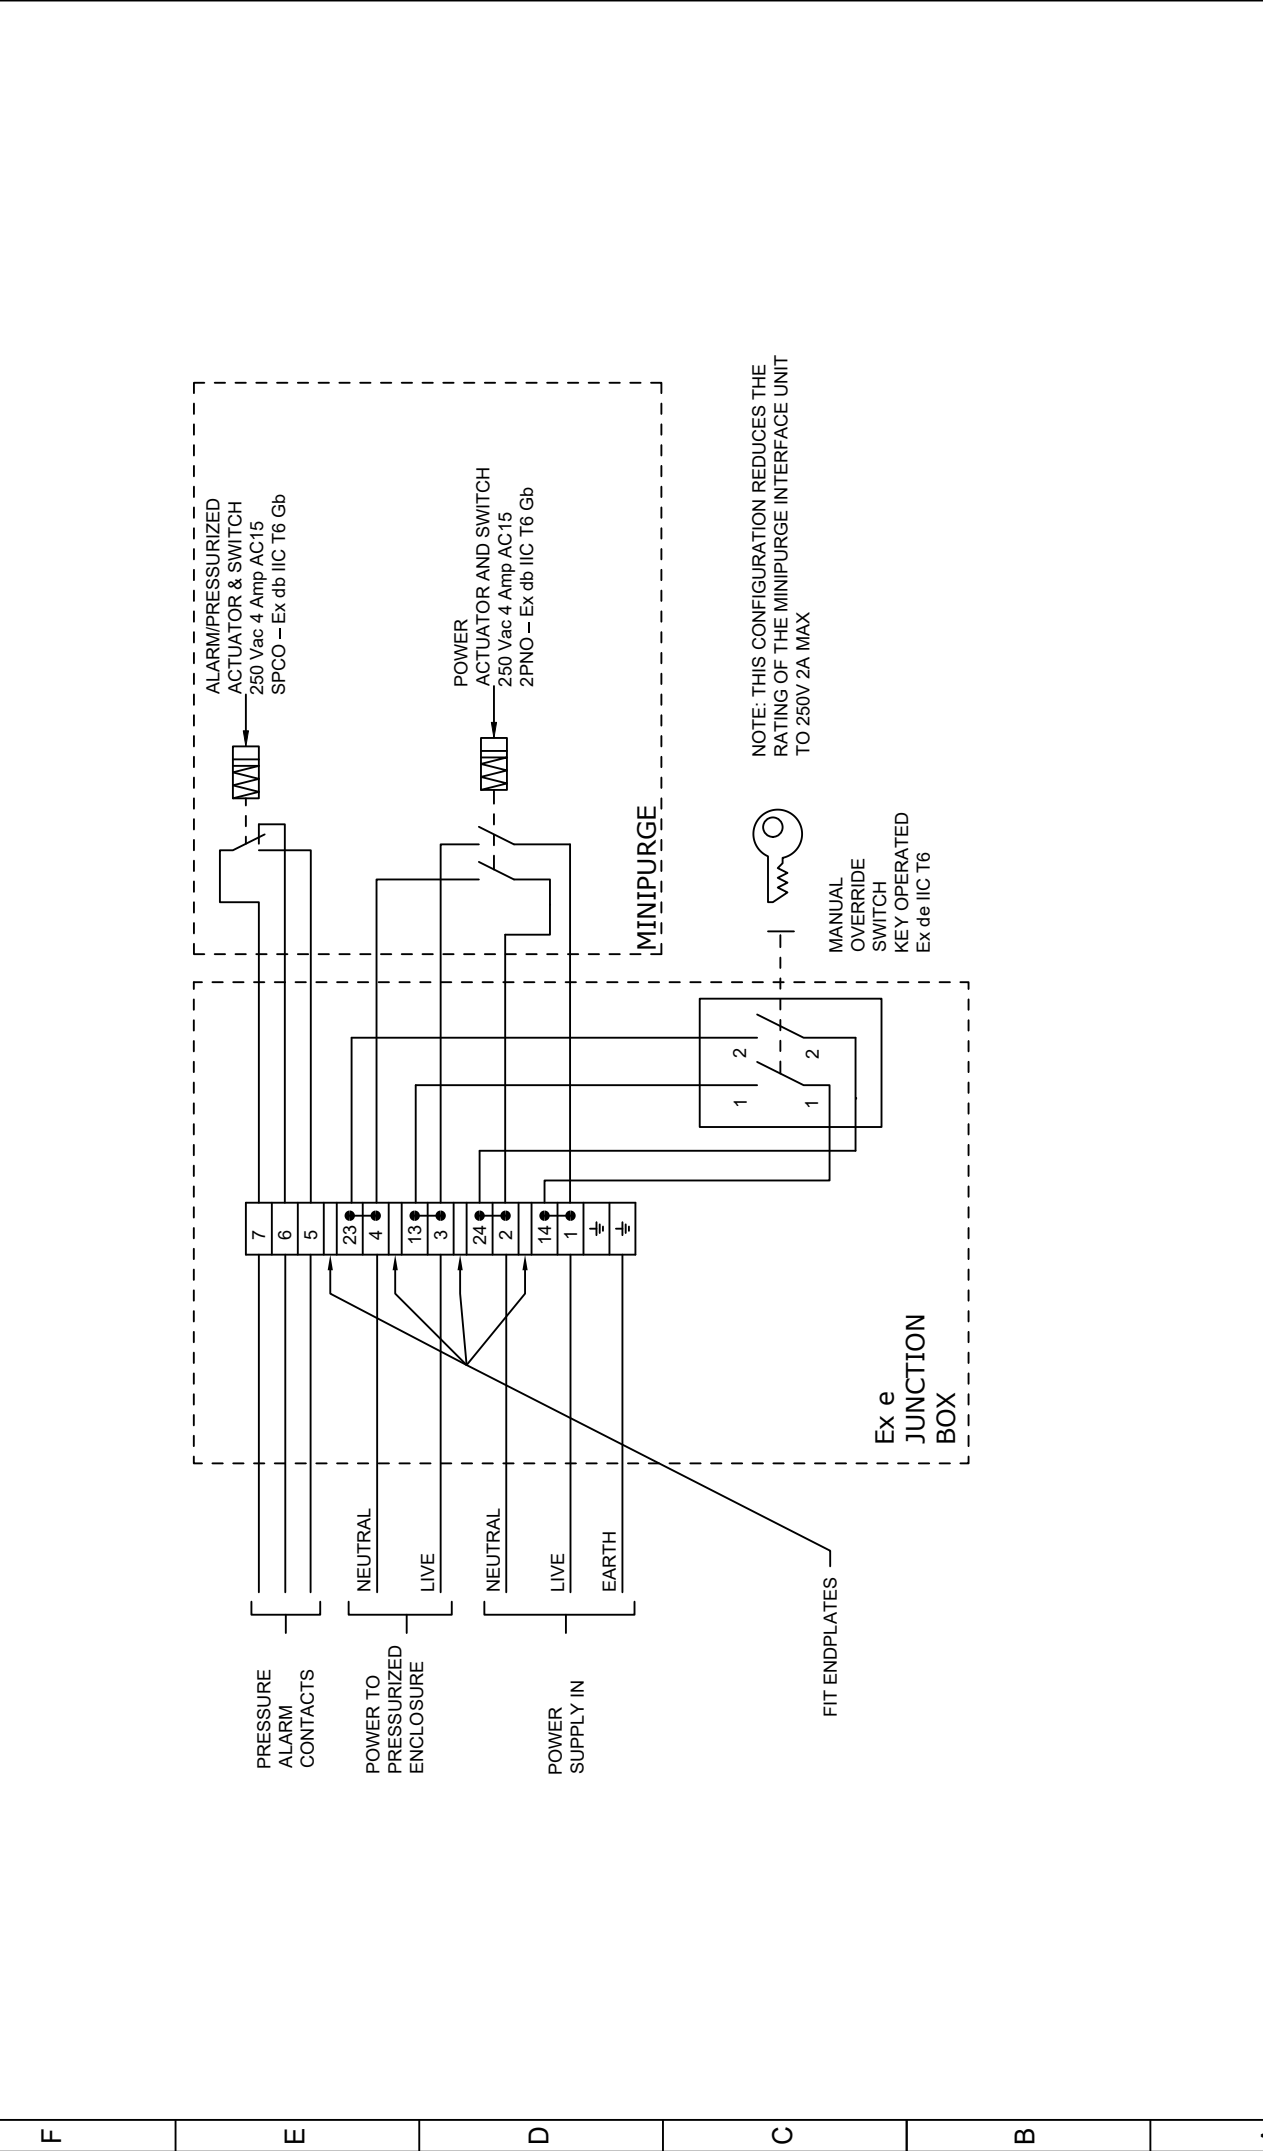 ALARM/PRESSURIZED
ACTUATOR & SWITCH
250 Vac 4 Amp AC15
SPCO – Ex db IIC T6 Gb
POWER
ACTUATOR AND SWITCH
250 Vac 4 Amp AC15
2PNO – Ex db IIC T6 Gb
MINIPURGE
NOTE: THIS CONFIGURATION REDUCES THE
RATING OF THE MINIPURGE INTERFACE UNIT
TO 250V 2A MAX
MANUAL
OVERRIDE
SWITCH
KEY OPERATED
Ex de IIC T6
2
2
1
1
7
6
5
23
4
13
3
24
2
14
1
Ex e
JUNCTION
BOX
NEUTRAL
LIVE
NEUTRAL
LIVE
EARTH
PRESSURE
ALARM
CONTACTS
POWER TO
PRESSURIZED
ENCLOSURE
POWER
SUPPLY IN
FIT ENDPLATES
F
E
D
C
B